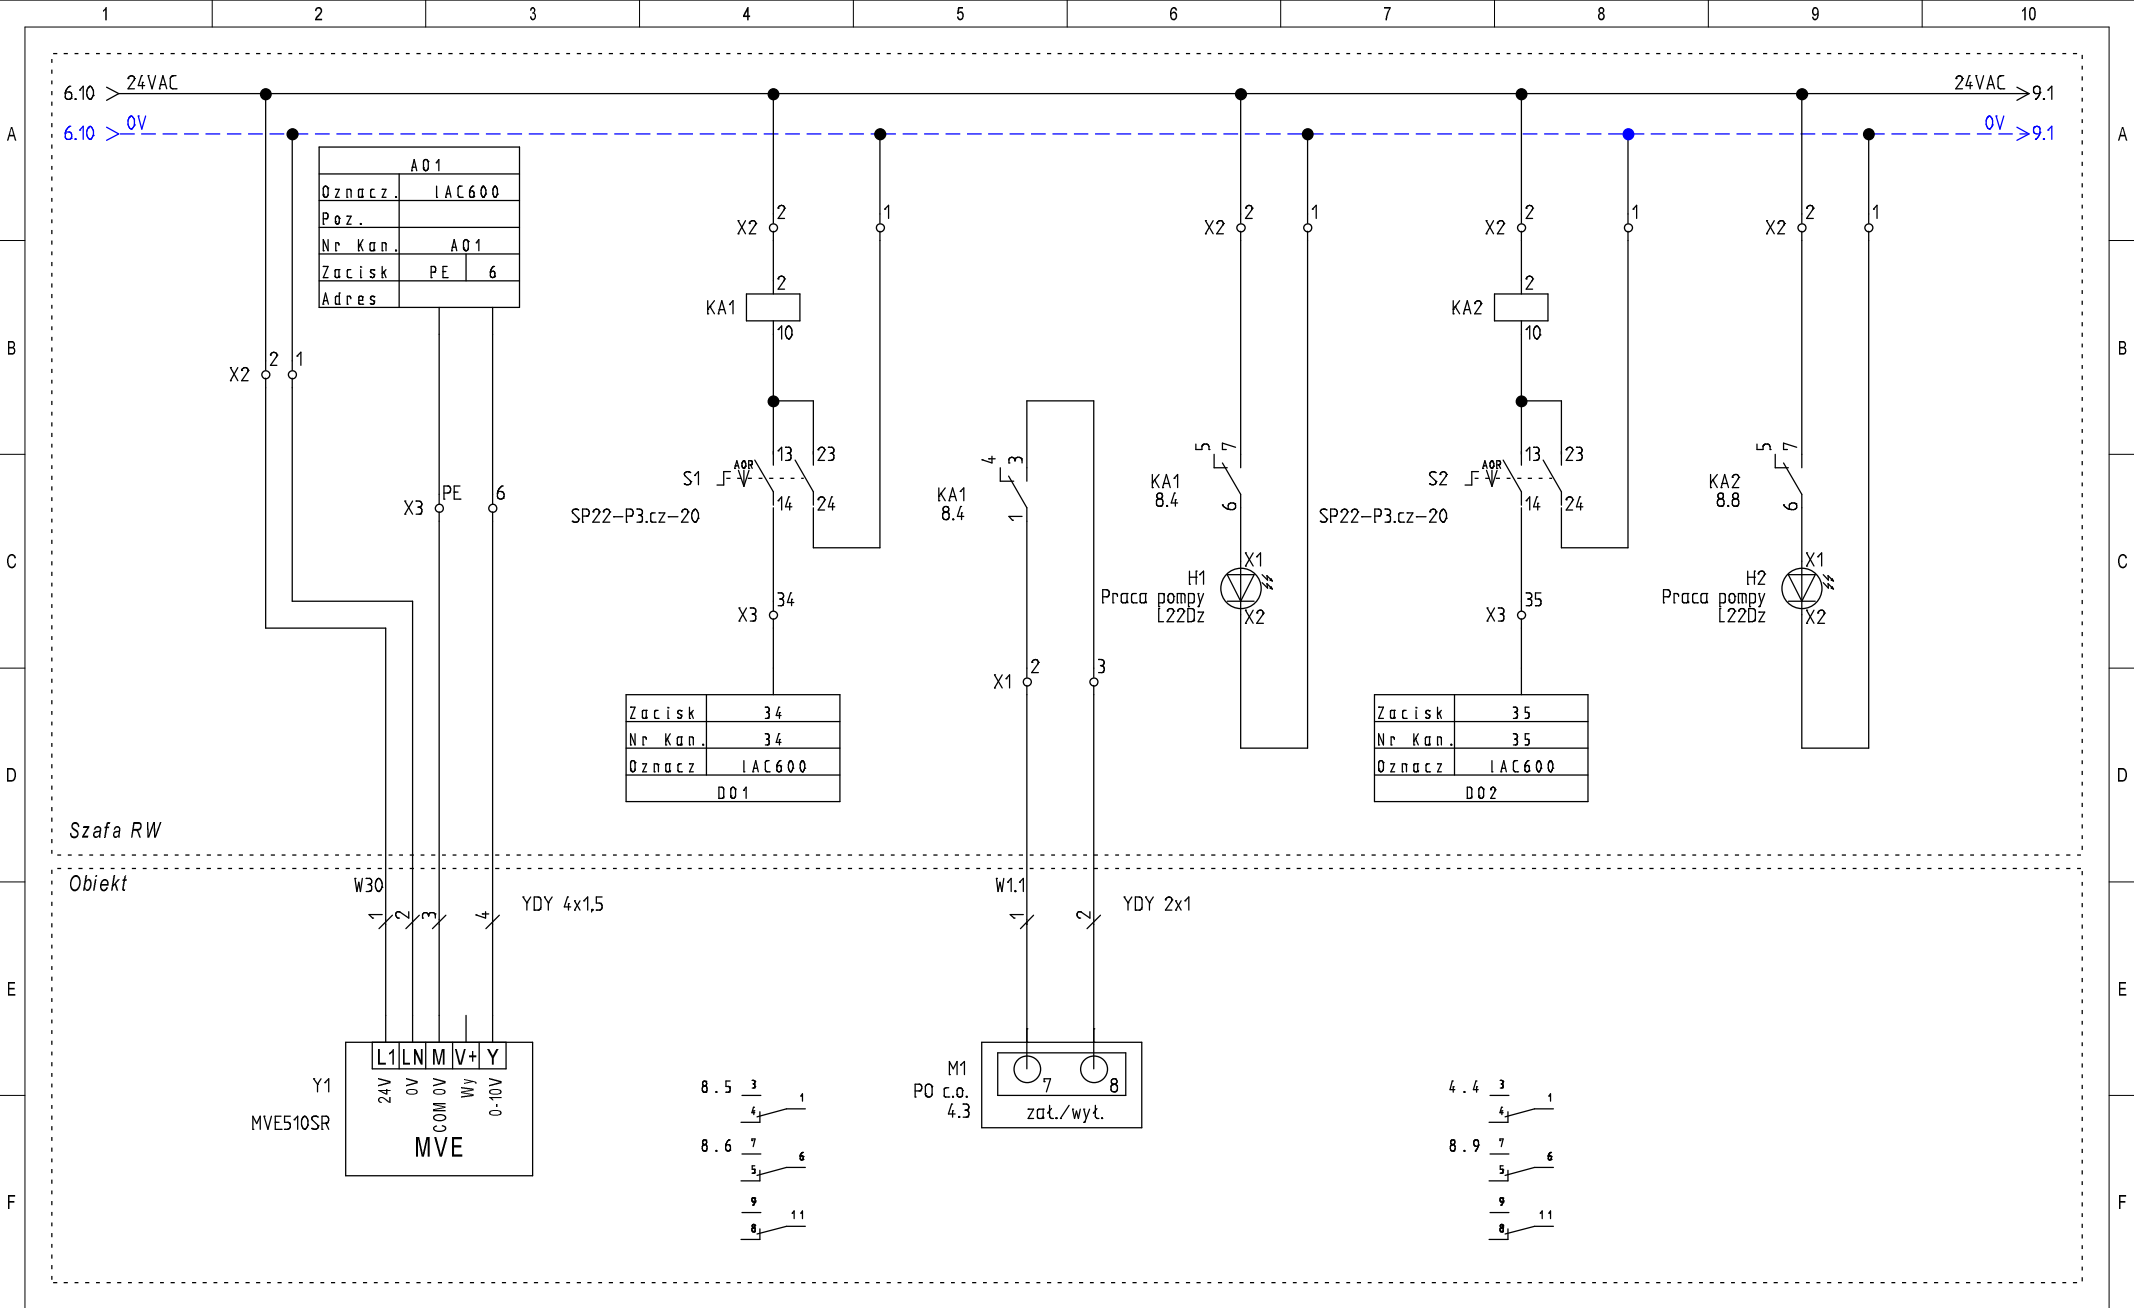 1 2 3 4 5 6 7 8 9 10
6.10 24VAC 24VAC 9.1
A 6.10 0V 0V 9.1 A
A01
Oznacz. IAC600
Poz.
Nr Kan. A01
Zacisk PE 6
Adres
X2 2 1 X2 2 1 X2 2 1 X2 2 1
KA1 2 10
KA2 2 10
B B
X2 2 1
S1 AOR 13 14 23 24
SP22-P3.cz-20
KA1 8.4 4 3 1
KA1 8.4 5 7 6
S2 AOR 13 14 23 24
SP22-P3.cz-20
KA2 8.8 5 7 6
X3 PE 6
C C
H1 X1 X2
Praca pompy
L22Dz
H2 X1 X2
Praca pompy
L22Dz
X3 34
X3 35
X1 2 3
Zacisk 34
Nr Kan. 34
Oznacz IAC600
D01
Zacisk 35
Nr Kan. 35
Oznacz IAC600
D02
D D
Szafa RW
Obiekt
W30 1 2 3 4 YDY 4x1,5
W1.1 1 2 YDY 2x1
E E
L1 LN M V+ Y
24V 0V COM 0V Wy 0-10V
Y1
MVE510SR
MVE
M1
PO c.o.
4.3
7 8
zał./wył.
8.5 3 4 1
8.6 7 5 6
9 8 11
4.4 3 4 1
8.9 7 5 6
9 8 11
F F